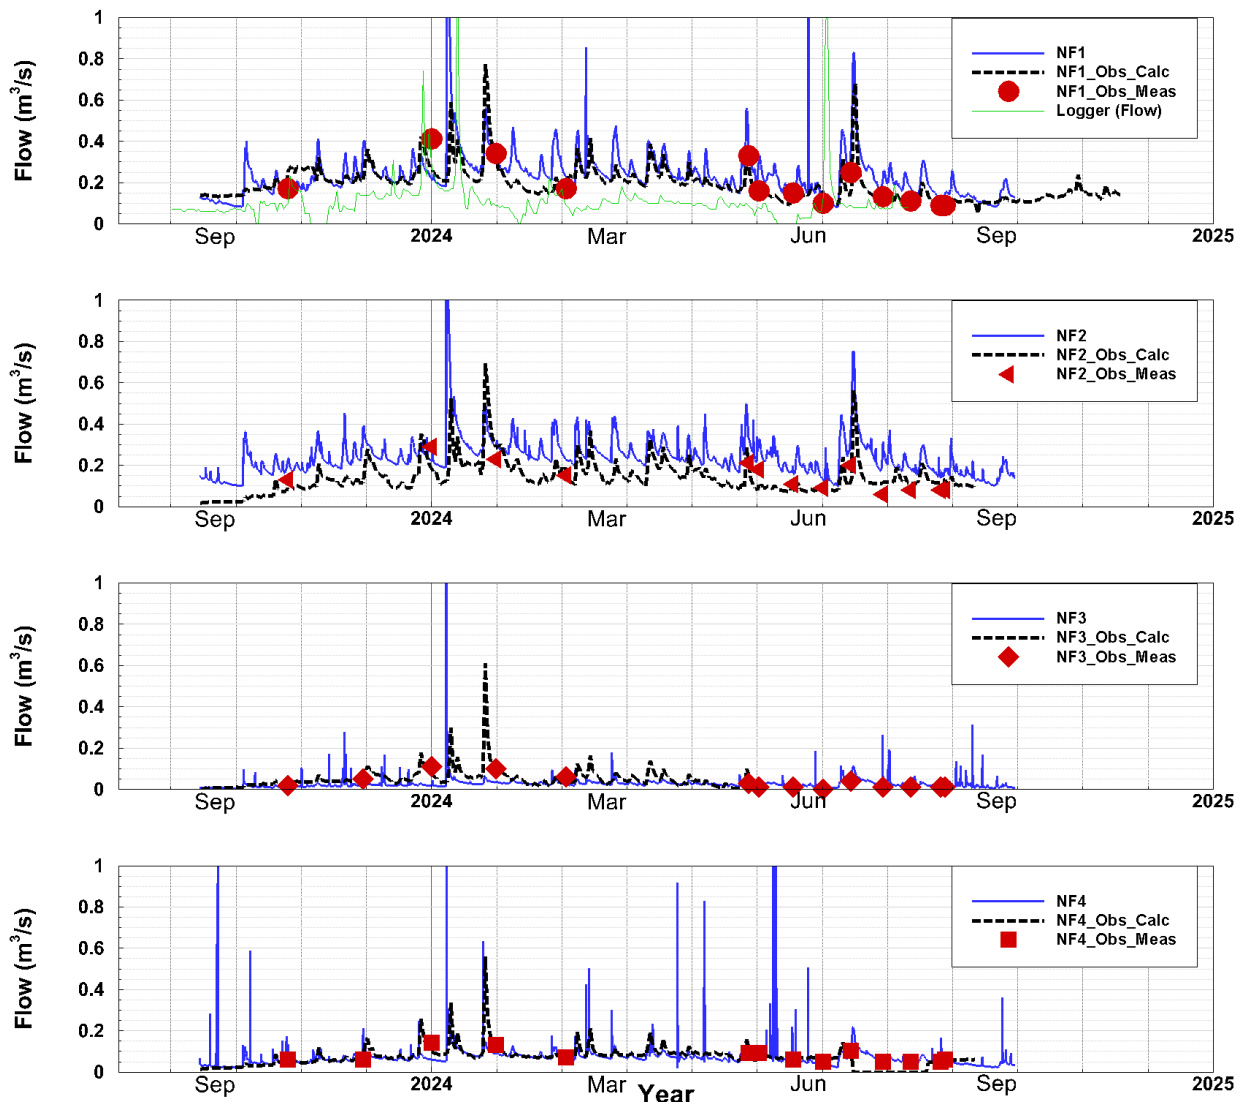 1
0.8
0.6
0.4
0.2
0
Flow (m³/s)
Sep
2024
Mar
Jun
Sep
2025
NF1
NF1_Obs_Calc
NF1_Obs_Meas
Logger (Flow)
1
0.8
0.6
0.4
0.2
0
Flow (m³/s)
Sep
2024
Mar
Jun
Sep
2025
NF2
NF2_Obs_Calc
NF2_Obs_Meas
1
0.8
0.6
0.4
0.2
0
Flow (m³/s)
Sep
2024
Mar
Jun
Sep
2025
NF3
NF3_Obs_Calc
NF3_Obs_Meas
1
0.8
0.6
0.4
0.2
0
Flow (m³/s)
Sep
2024
Mar
Jun
Sep
2025
NF4
NF4_Obs_Calc
NF4_Obs_Meas
Year